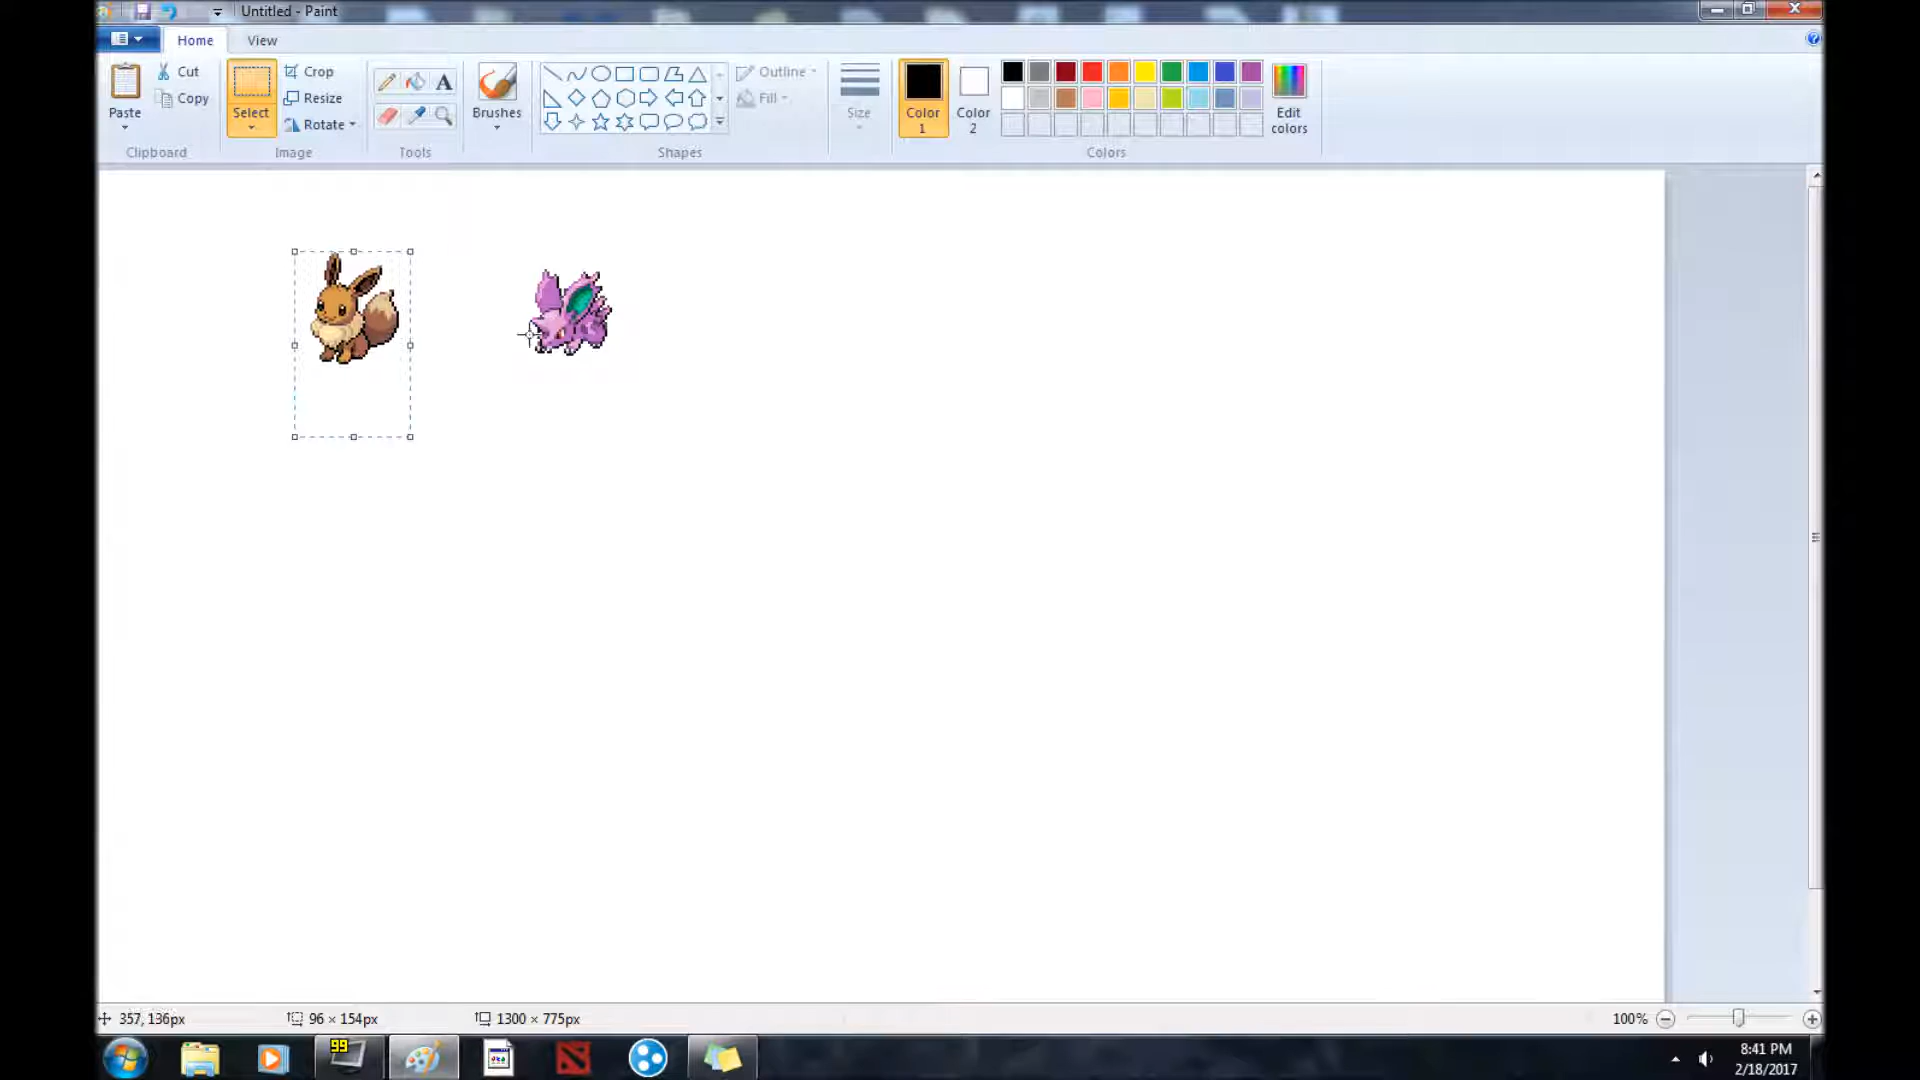 Untitled - Paint
Home View
Paste
Cut
Copy
Clipboard
Select
Crop
Resize
Rotate
Image
A
Tools
Brushes
Shapes
Outline
Fill
Size
Color 1
Color 2
Edit colors
Colors
357, 136px 96 × 154px 1300 × 775px 100%
99
8:41 PM
2/18/2017